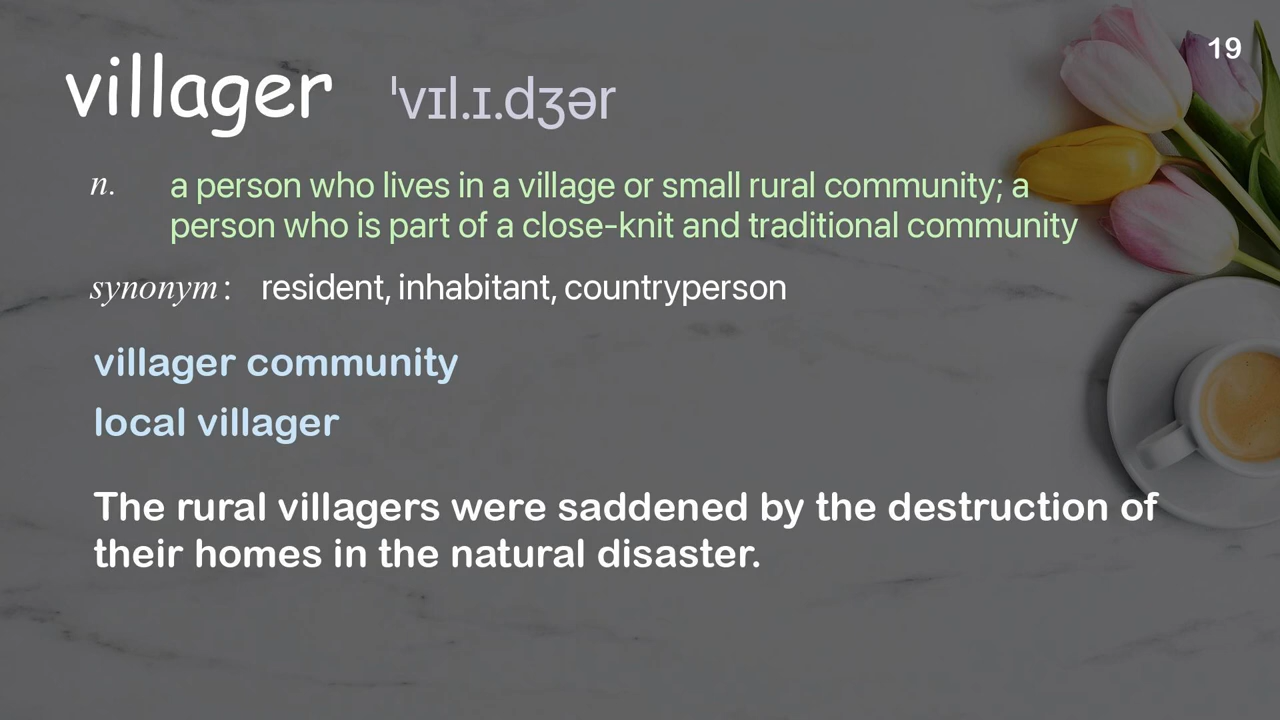 19
villager ˈvɪl.ɪ.dʒər
n. a person who lives in a village or small rural community; a
person who is part of a close-knit and traditional community
synonym: resident, inhabitant, countryperson
villager community
local villager
The rural villagers were saddened by the destruction of
their homes in the natural disaster.